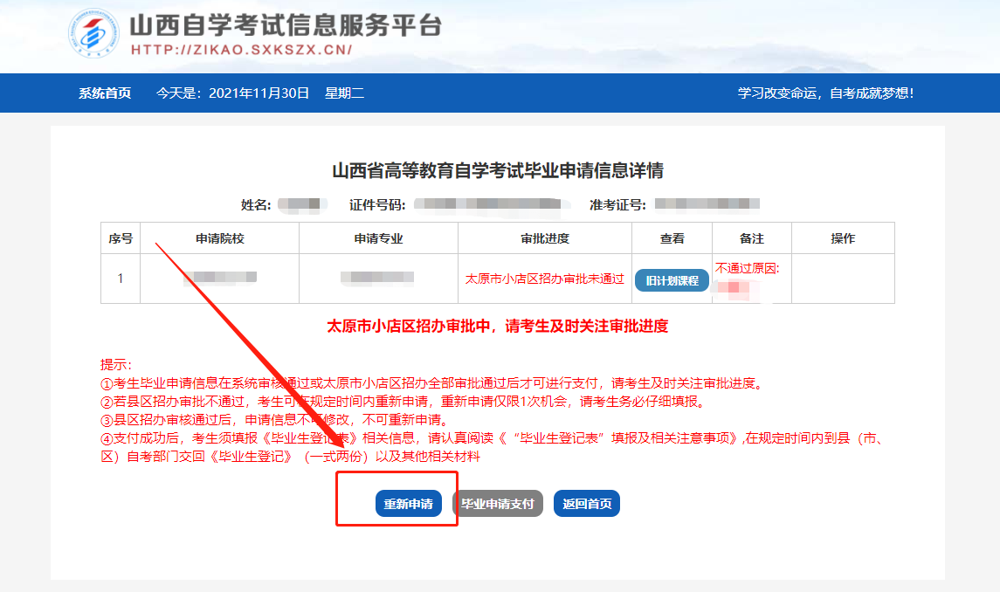 山西自学考试信息服务平台
HTTP://ZIKAO.SXKSZX.CN/
系统首页 今天是：2021年11月30日 星期二 学习改变命运，自考成就梦想！
山西省高等教育自学考试毕业申请信息详情
姓名: 证件号码: 准考证号:
序号 申请院校 申请专业 审批进度 查看 备注 操作
1 太原市小店区招办审批未通过 旧计划课程 不通过原因:
太原市小店区招办审批中，请考生及时关注审批进度
提示：
①考生毕业申请信息在系统审核通过或太原市小店区招办全部审批通过后才可进行支付，请考生及时关注审批进度。
②若县区招办审批不通过，考生可在规定时间内重新申请，重新申请仅限1次机会，请考生务必仔细填报。
③县区招办审核通过后，申请信息不可修改，不可重新申请。
④支付成功后，考生须填报《毕业生登记表》相关信息，请认真阅读《“毕业生登记表”填报及相关注意事项》,在规定时间内到县（市、
区）自考部门交回《毕业生登记》（一式两份）以及其他相关材料
重新申请 毕业申请支付 返回首页